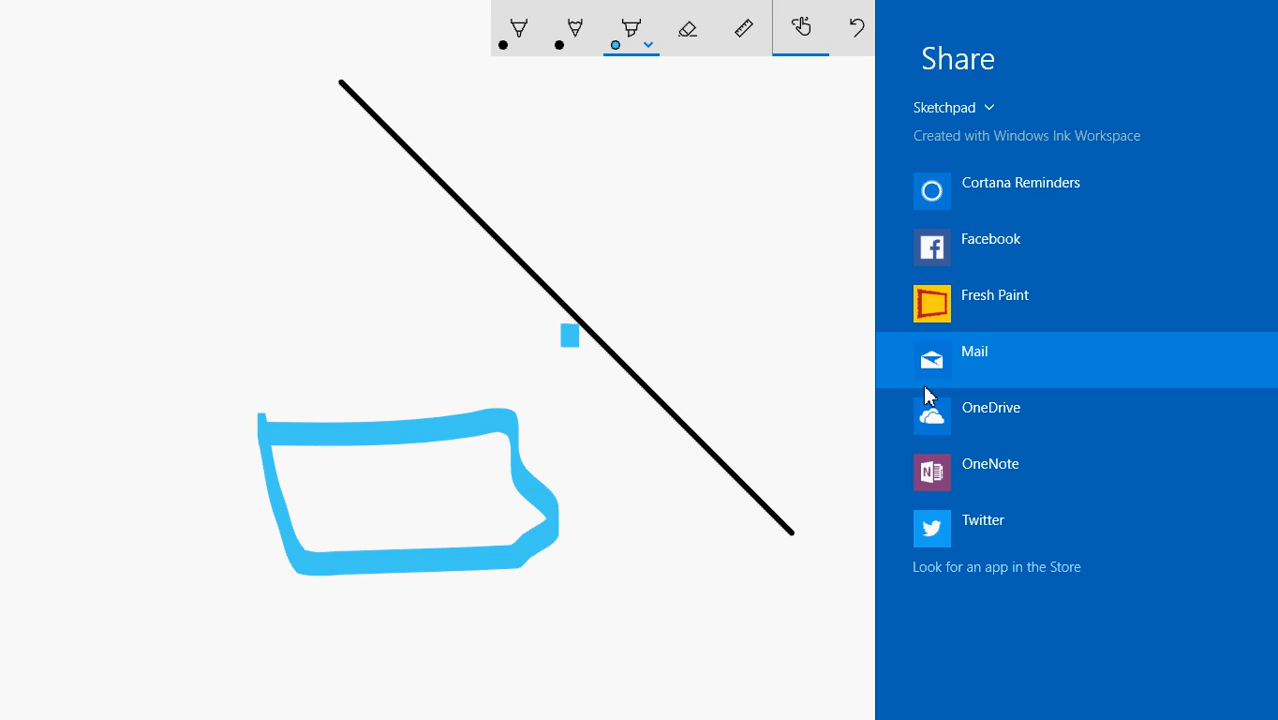 Share
Sketchpad
Created with Windows Ink Workspace
Cortana Reminders
Facebook
Fresh Paint
Mail
OneDrive
OneNote
Twitter
Look for an app in the Store